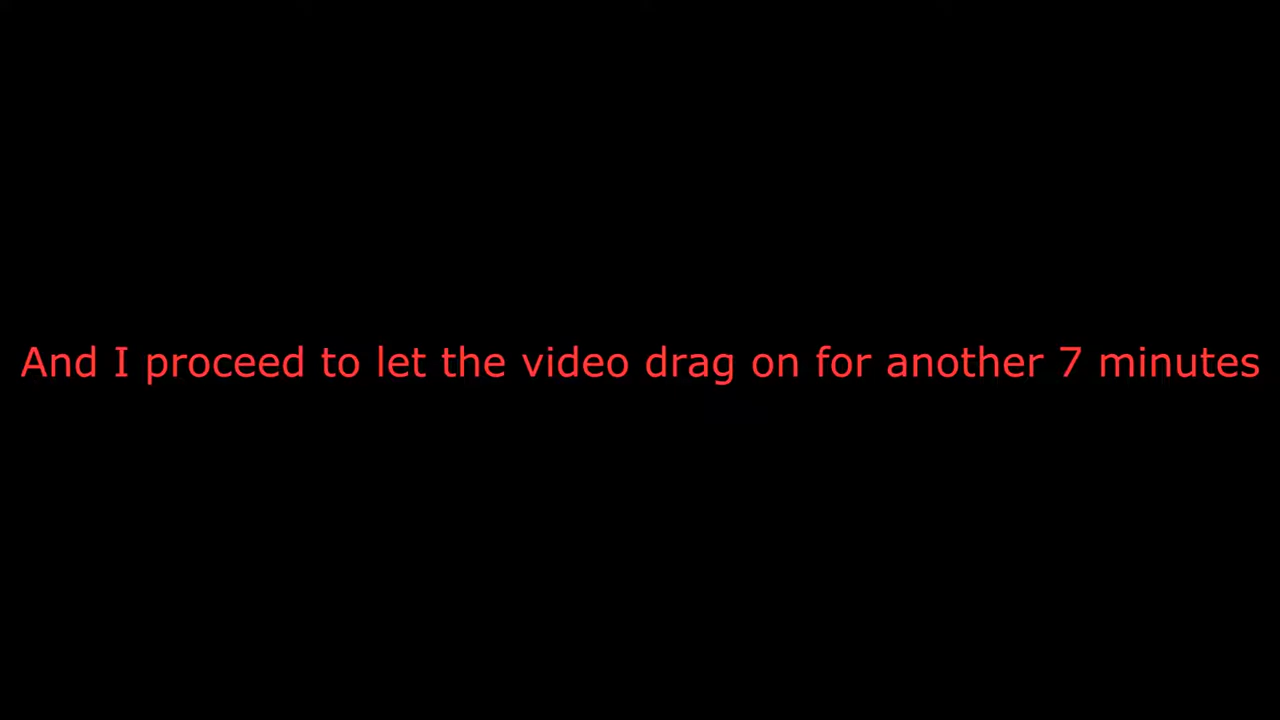 And I proceed to let the video drag on for another 7 minutes